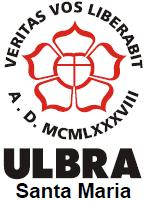 VERITAS VOS LIBERABIT
A. D. MCMLXXXVIII
ULBRA
Santa Maria